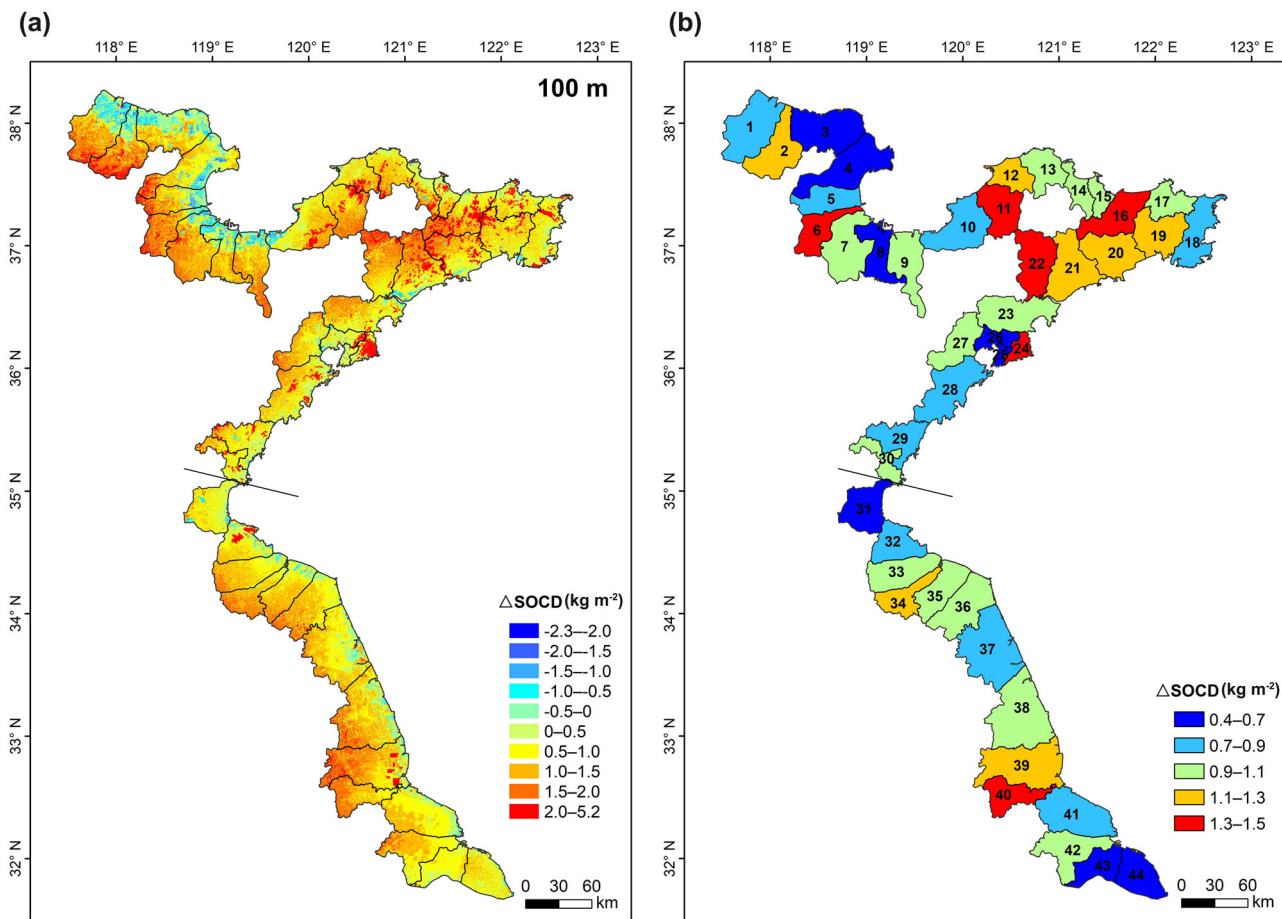 (a)
118° E 119° E 120° E 121° E 122° E 123° E
100 m
38° N
37° N
36° N
35° N
34° N
33° N
32° N
△SOCD (kg m⁻²)
-2.3–-2.0
-2.0–-1.5
-1.5–-1.0
-1.0–-0.5
-0.5–0
0–0.5
0.5–1.0
1.0–1.5
1.5–2.0
2.0–5.2
0 30 60
km
(b)
118° E 119° E 120° E 121° E 122° E 123° E
38° N
37° N
36° N
35° N
34° N
33° N
32° N
1
2
3
4
5
6
7
8
9
10
11
12
13
14
15
16
17
18
19
20
21
22
23
24
25
26
27
28
29
30
31
32
33
34
35
36
37
38
39
40
41
42
43
44
△SOCD (kg m⁻²)
0.4–0.7
0.7–0.9
0.9–1.1
1.1–1.3
1.3–1.5
0 30 60
km